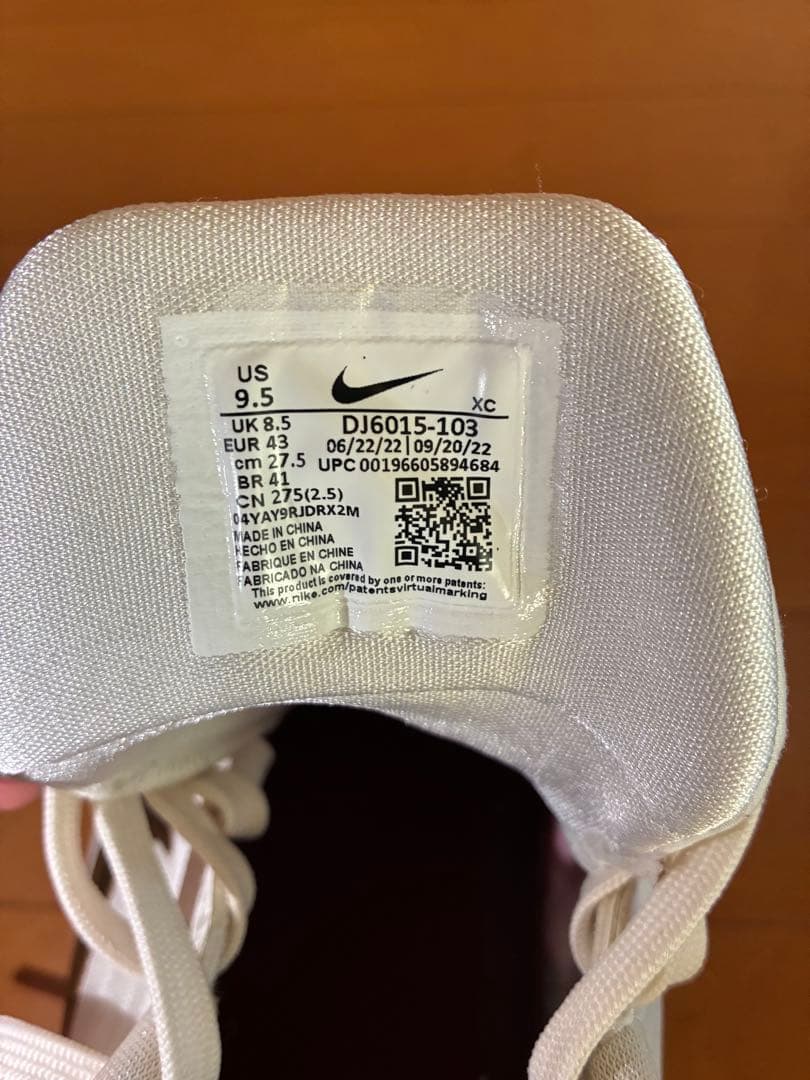 US
9.5
XC
UK 8.5
DJ6015-103
EUR 43
06/22/22|09/20/22
cm 27.5
UPC 00196605894684
BR 41
CN 275(2.5)
04YAY9RJDRX2M
MADE IN CHINA
HECHO EN CHINA
FABRIQUE EN CHINE
FABRICADO NA CHINA
This product is covered by one or more patents:
www.nike.com/patentsvirtualmarking